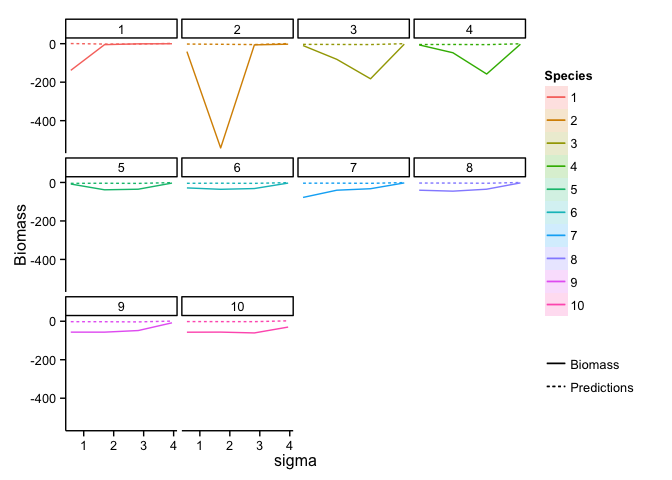 1 2 3 4
0
-200
-400
5 6 7 8
0
-200
-400
9 10
0
-200
-400
1 2 3 4 1 2 3 4
sigma
Biomass
Species
1
2
3
4
5
6
7
8
9
10
Biomass
Predictions